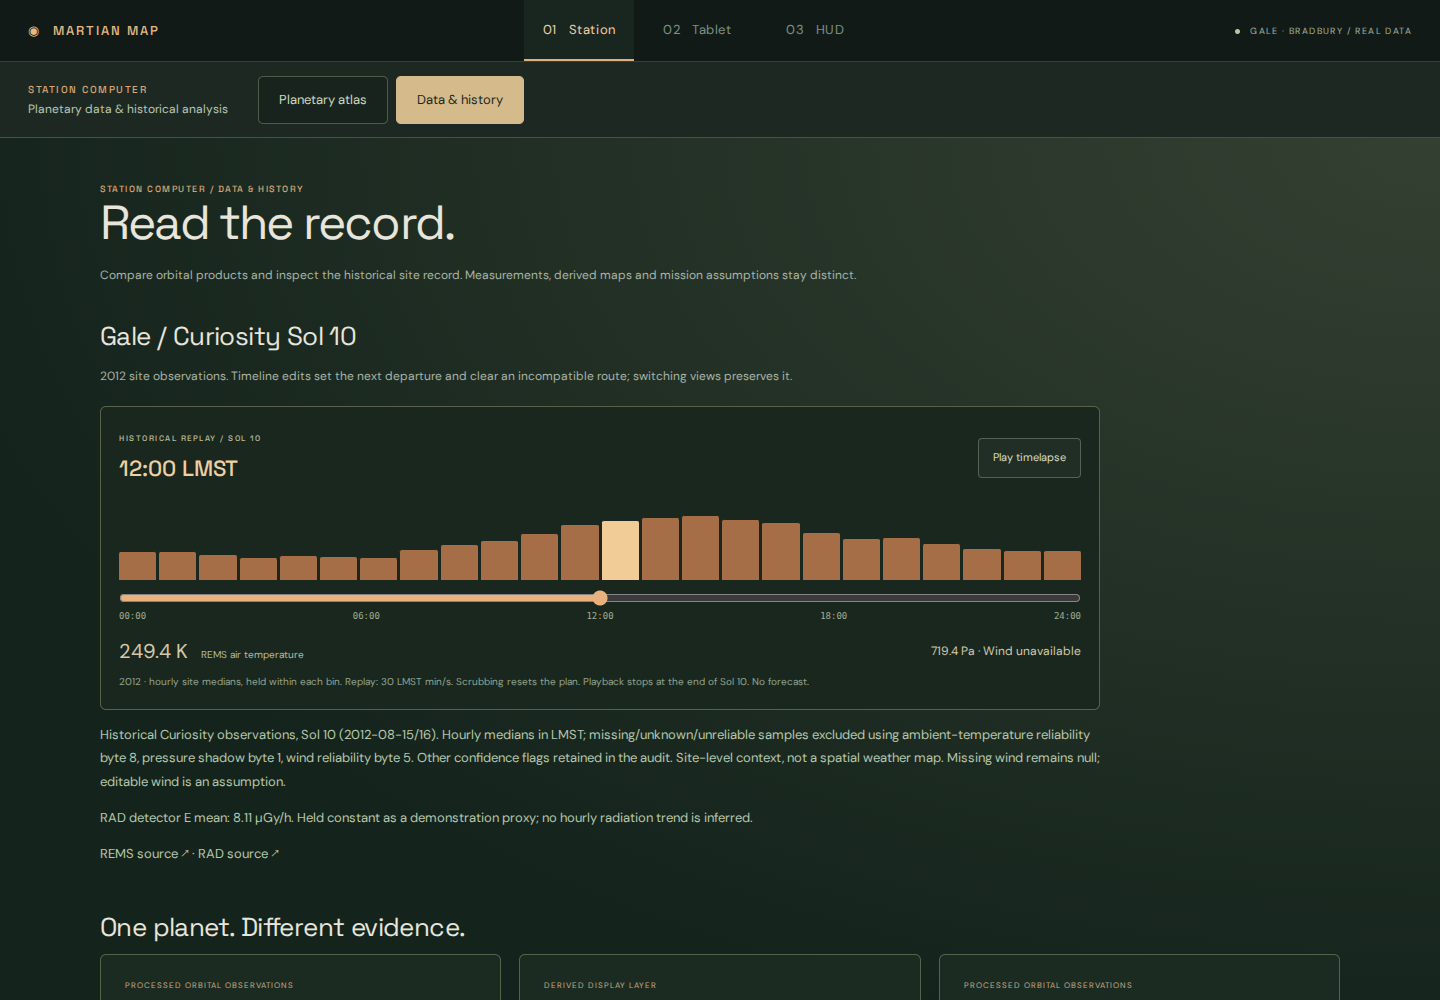 ◉ MARTIAN MAP
01 Station
02 Tablet
03 HUD
GALE · BRADBURY / REAL DATA
STATION COMPUTER
Planetary data & historical analysis
Planetary atlas
Data & history
STATION COMPUTER / DATA & HISTORY
Read the record.
Compare orbital products and inspect the historical site record. Measurements, derived maps and mission assumptions stay distinct.
Gale / Curiosity Sol 10
2012 site observations. Timeline edits set the next departure and clear an incompatible route; switching views preserves it.
HISTORICAL REPLAY / SOL 10
12:00 LMST
Play timelapse
00:00 06:00 12:00 18:00 24:00
249.4 K REMS air temperature
719.4 Pa · Wind unavailable
2012 · hourly site medians, held within each bin. Replay: 30 LMST min/s. Scrubbing resets the plan. Playback stops at the end of Sol 10. No forecast.
Historical Curiosity observations, Sol 10 (2012-08-15/16). Hourly medians in LMST; missing/unknown/unreliable samples excluded using ambient-temperature reliability
byte 8, pressure shadow byte 1, wind reliability byte 5. Other confidence flags retained in the audit. Site-level context, not a spatial weather map. Missing wind remains null;
editable wind is an assumption.
RAD detector E mean: 8.11 µGy/h. Held constant as a demonstration proxy; no hourly radiation trend is inferred.
REMS source ↗ · RAD source ↗
One planet. Different evidence.
PROCESSED ORBITAL OBSERVATIONS
DERIVED DISPLAY LAYER
PROCESSED ORBITAL OBSERVATIONS